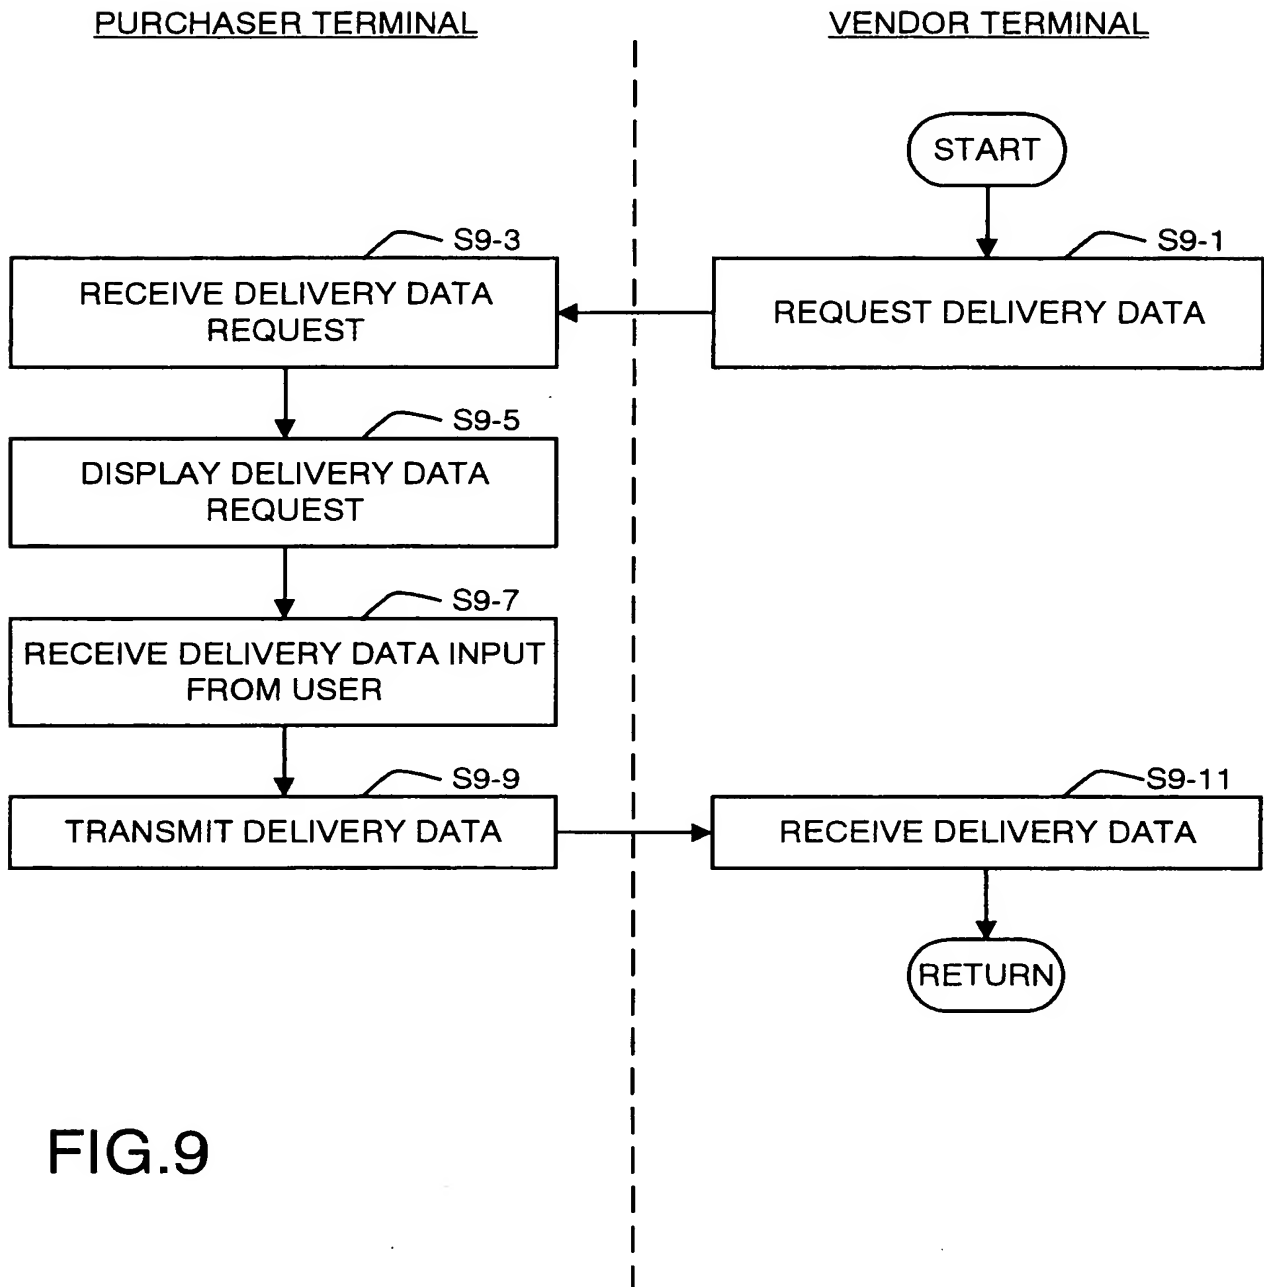 PURCHASER TERMINAL
VENDOR TERMINAL
START
S9-3
S9-1
RECEIVE DELIVERY DATA
REQUEST
REQUEST DELIVERY DATA
S9-5
DISPLAY DELIVERY DATA
REQUEST
S9-7
RECEIVE DELIVERY DATA INPUT
FROM USER
S9-9
S9-11
TRANSMIT DELIVERY DATA
RECEIVE DELIVERY DATA
RETURN
FIG.9